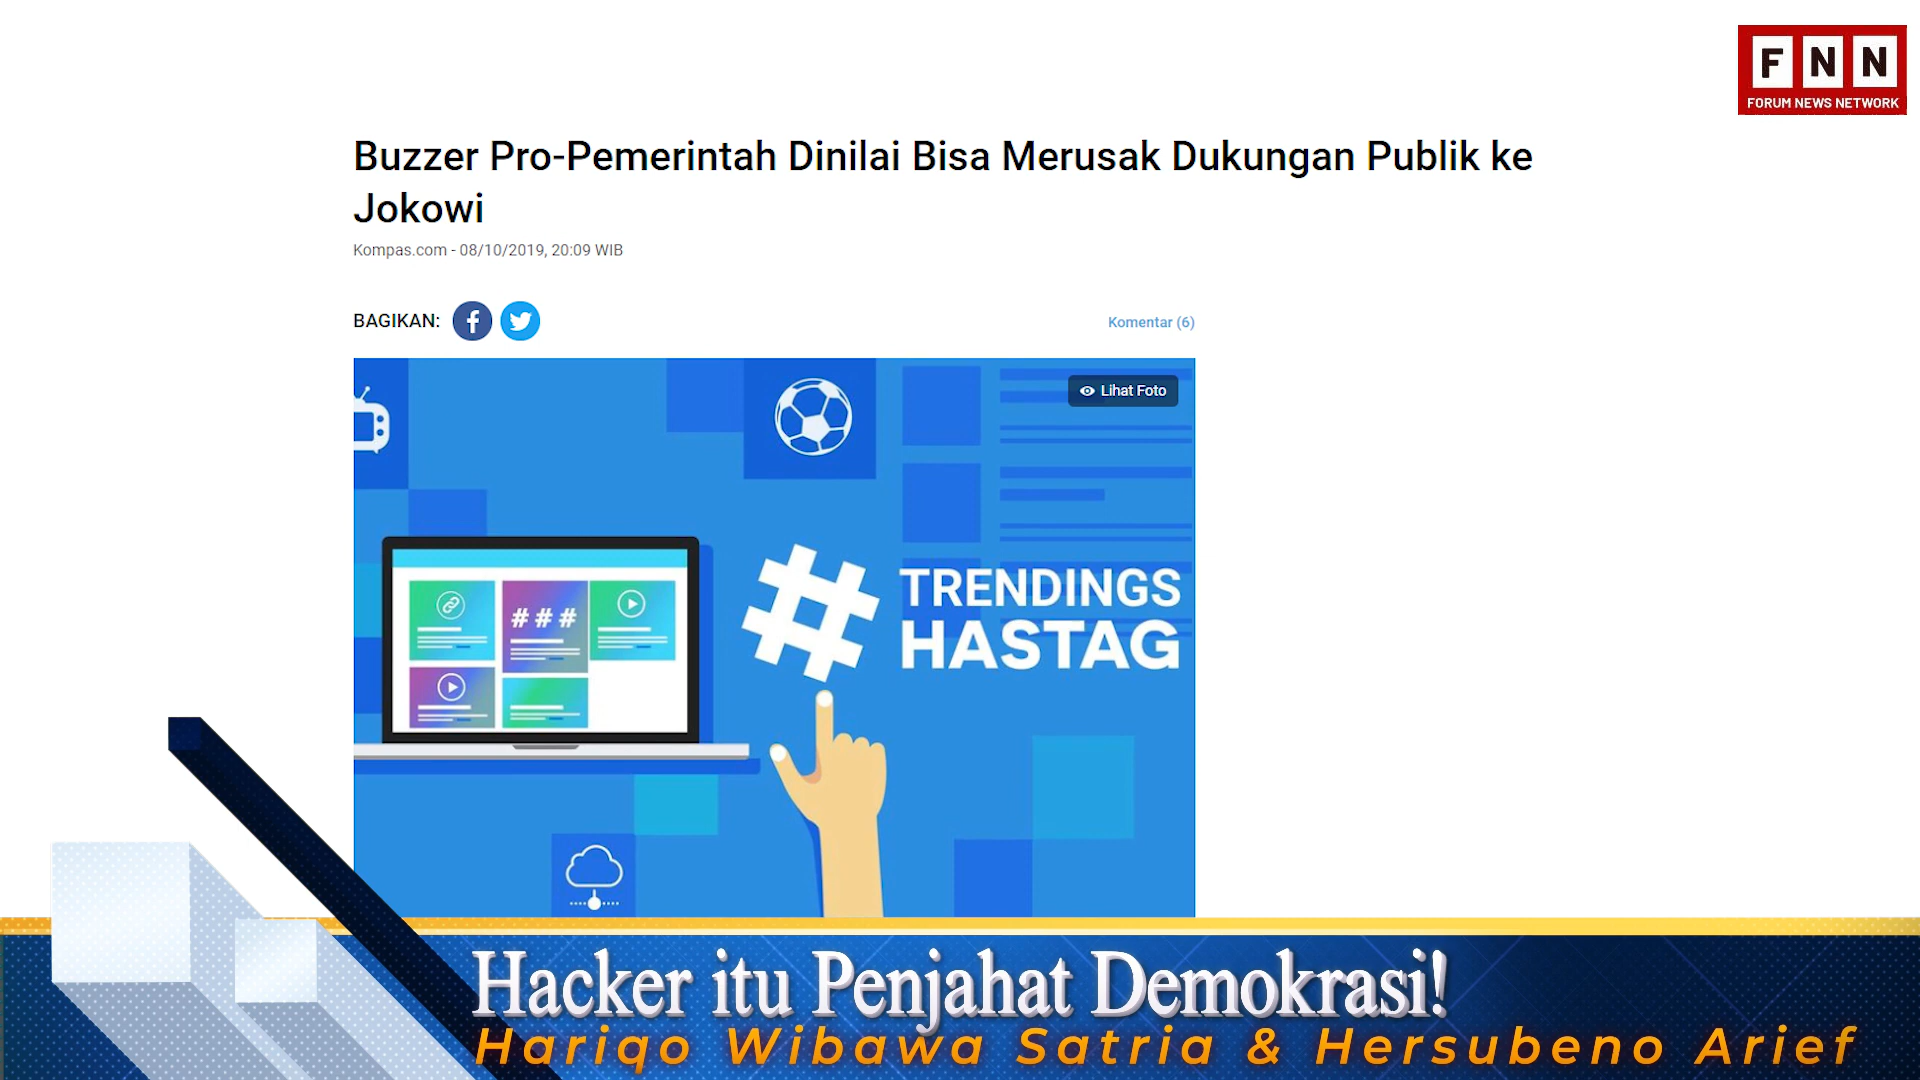 FNN
FORUM NEWS NETWORK
Buzzer Pro-Pemerintah Dinilai Bisa Merusak Dukungan Publik ke
Jokowi
Kompas.com - 08/10/2019, 20:09 WIB
BAGIKAN:
Komentar (6)
Lihat Foto
###
# TRENDINGS
HASTAG
Hacker itu Penjahat Demokrasi!
Hariqo Wibawa Satria & Hersubeno Arief